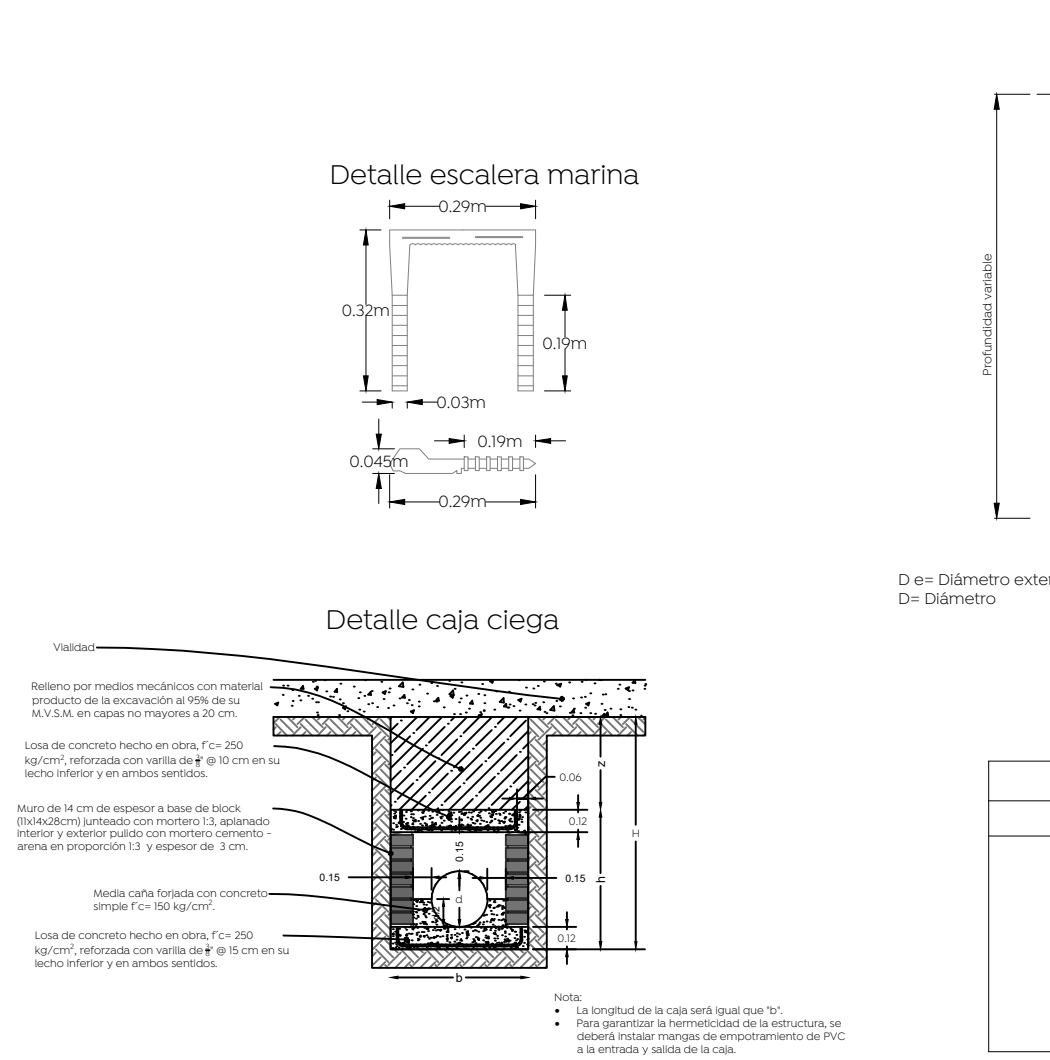 Detalle escalera marina
0.29m
0.32m
0.19m
0.03m
0.19m
0.045m
0.29m
Profundidad variable
D e= Diámetro exter
D= Diámetro
Detalle caja ciega
Vialidad
Relleno por medios mecánicos con material
producto de la excavación al 95% de su
M.V.S.M. en capas no mayores a 20 cm.
Losa de concreto hecho en obra, f´c= 250
kg/cm², reforzada con varilla de 3/8" @ 10 cm en su
lecho inferior y en ambos sentidos.
Muro de 14 cm de espesor a base de block
(11x14x28cm) junteado con mortero 1:3, aplanado
interior y exterior pulido con mortero cemento -
arena en proporción 1:3 y espesor de 3 cm.
Media caña forjada con concreto
simple f´c= 150 kg/cm².
Losa de concreto hecho en obra, f´c= 250
kg/cm², reforzada con varilla de 3/8" @ 15 cm en su
lecho inferior y en ambos sentidos.
z
0.06
0.12
H
0.15
0.15
0.15
h
d
0.12
b
Nota:
• La longitud de la caja será igual que "b".
• Para garantizar la hermeticidad de la estructura, se
deberá instalar mangas de empotramiento de PVC
a la entrada y salida de la caja.